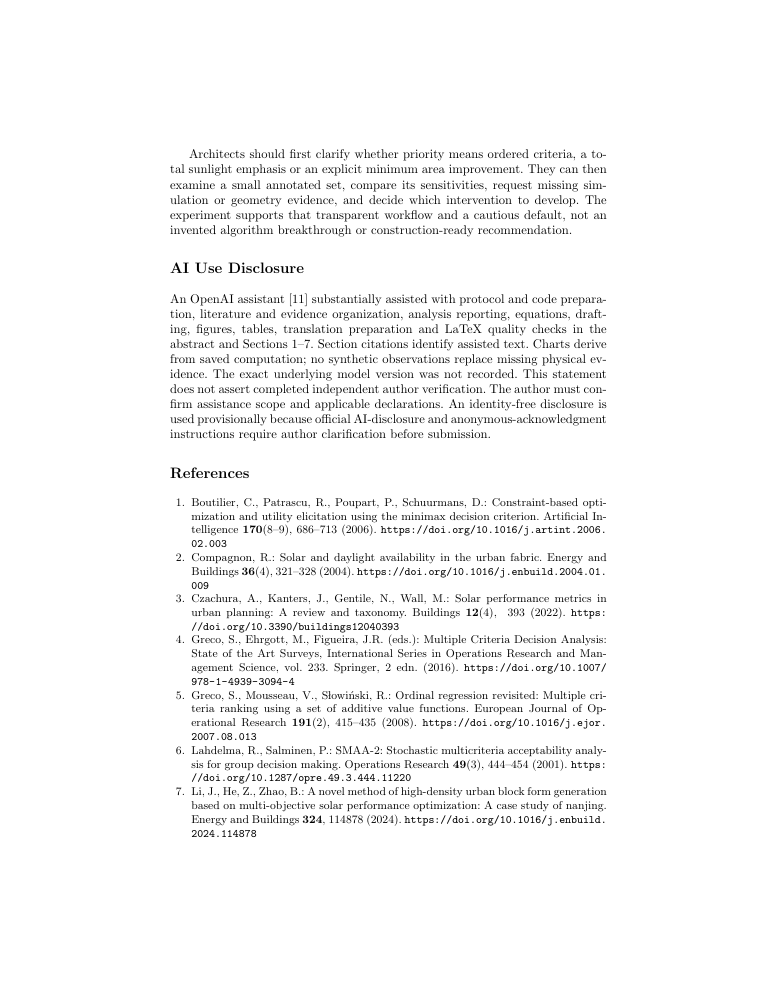 Architects should first clarify whether priority means ordered criteria, a to-
tal sunlight emphasis or an explicit minimum area improvement. They can then
examine a small annotated set, compare its sensitivities, request missing sim-
ulation or geometry evidence, and decide which intervention to develop. The
experiment supports that transparent workflow and a cautious default, not an
invented algorithm breakthrough or construction-ready recommendation.
AI Use Disclosure
An OpenAI assistant [11] substantially assisted with protocol and code prepara-
tion, literature and evidence organization, analysis reporting, equations, draft-
ing, figures, tables, translation preparation and LaTeX quality checks in the
abstract and Sections 1–7. Section citations identify assisted text. Charts derive
from saved computation; no synthetic observations replace missing physical ev-
idence. The exact underlying model version was not recorded. This statement
does not assert completed independent author verification. The author must con-
firm assistance scope and applicable declarations. An identity-free disclosure is
used provisionally because official AI-disclosure and anonymous-acknowledgment
instructions require author clarification before submission.
References
1. Boutilier, C., Patrascu, R., Poupart, P., Schuurmans, D.: Constraint-based opti-
mization and utility elicitation using the minimax decision criterion. Artificial In-
telligence 170(8–9), 686–713 (2006). https://doi.org/10.1016/j.artint.2006.
02.003
2. Compagnon, R.: Solar and daylight availability in the urban fabric. Energy and
Buildings 36(4), 321–328 (2004). https://doi.org/10.1016/j.enbuild.2004.01.
009
3. Czachura, A., Kanters, J., Gentile, N., Wall, M.: Solar performance metrics in
urban planning: A review and taxonomy. Buildings 12(4), 393 (2022). https:
//doi.org/10.3390/buildings12040393
4. Greco, S., Ehrgott, M., Figueira, J.R. (eds.): Multiple Criteria Decision Analysis:
State of the Art Surveys, International Series in Operations Research and Man-
agement Science, vol. 233. Springer, 2 edn. (2016). https://doi.org/10.1007/
978-1-4939-3094-4
5. Greco, S., Mousseau, V., Słowiński, R.: Ordinal regression revisited: Multiple cri-
teria ranking using a set of additive value functions. European Journal of Op-
erational Research 191(2), 415–435 (2008). https://doi.org/10.1016/j.ejor.
2007.08.013
6. Lahdelma, R., Salminen, P.: SMAA-2: Stochastic multicriteria acceptability analy-
sis for group decision making. Operations Research 49(3), 444–454 (2001). https:
//doi.org/10.1287/opre.49.3.444.11220
7. Li, J., He, Z., Zhao, B.: A novel method of high-density urban block form generation
based on multi-objective solar performance optimization: A case study of nanjing.
Energy and Buildings 324, 114878 (2024). https://doi.org/10.1016/j.enbuild.
2024.114878